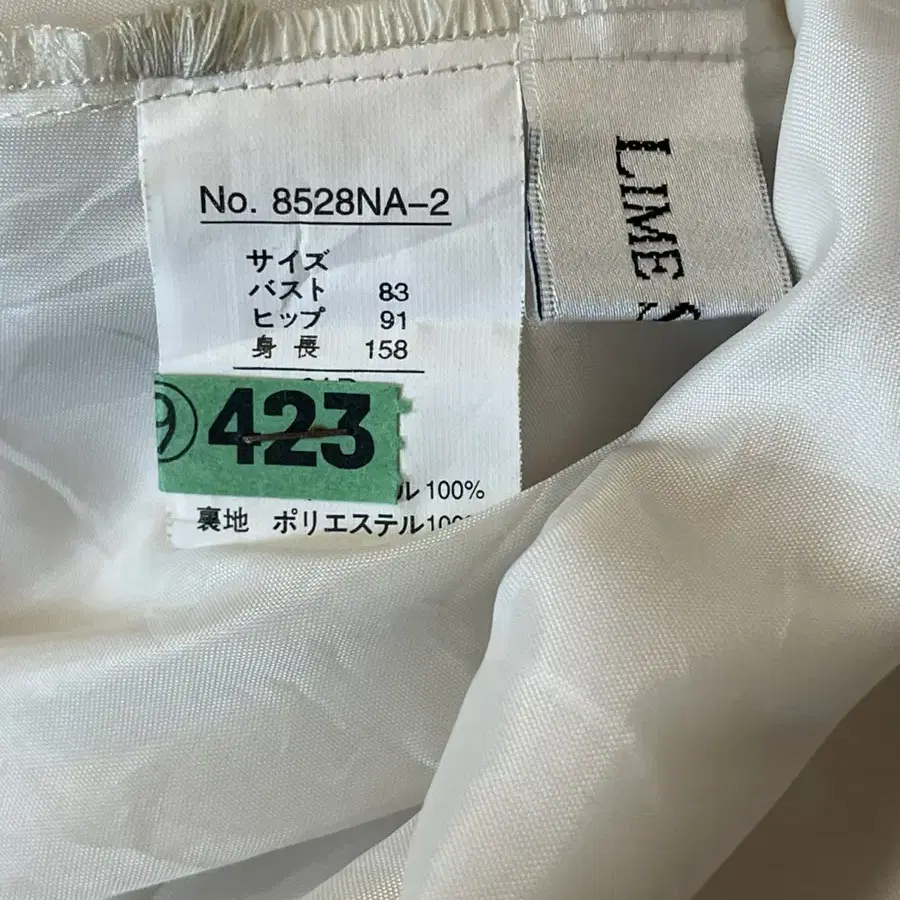 No. 8528NA-2
サイズ
バスト 83
ヒップ 91
身長 158
⑨423
ル 100%
裏地 ポリエステル100%
LIME